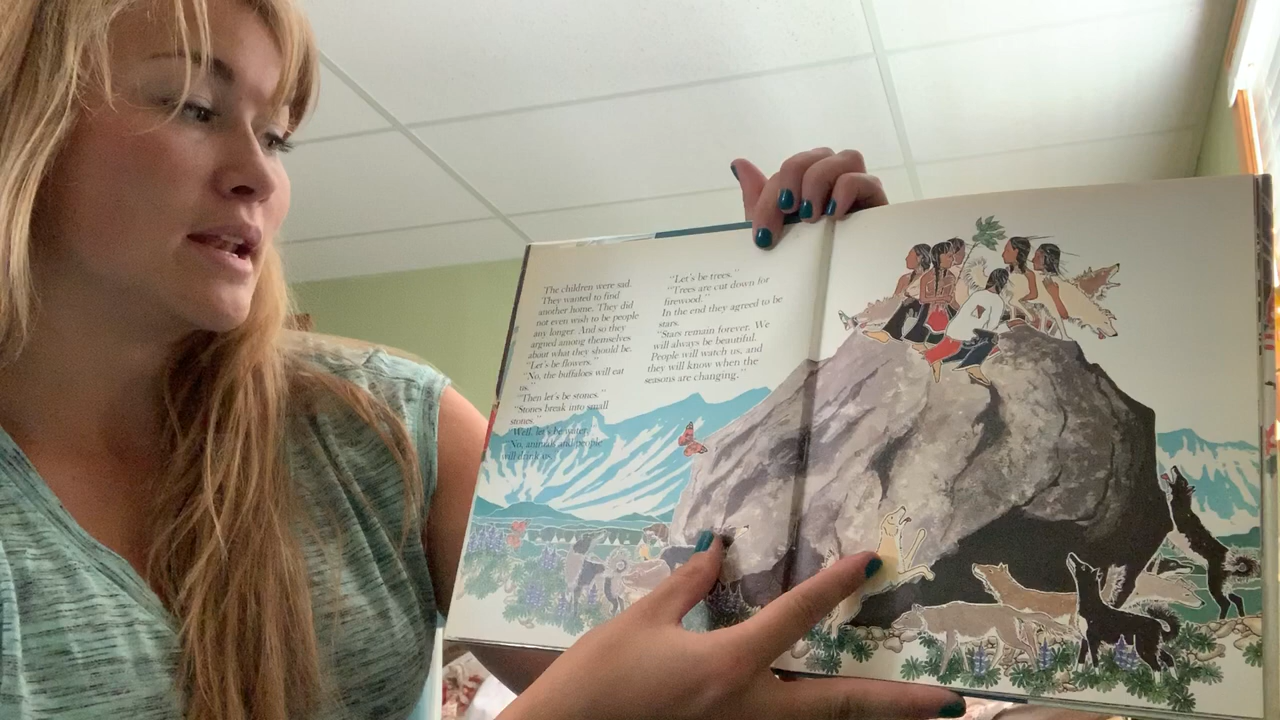 The children were sad.
They wanted to find
another home. They did
not even wish to be people
any longer. And so they
argued among themselves
about what they should be.
"Let's be flowers."
"No, the buffaloes will eat
us."
"Then let's be stones."
"Stones break into small
stones."
"Well, let's be water."
"No, animals and people
will drink us."
"Let's be trees."
"Trees are cut down for
firewood."
In the end they agreed to be
stars.
"Stars remain forever. We
will always be beautiful.
People will watch us, and
they will know when the
seasons are changing."